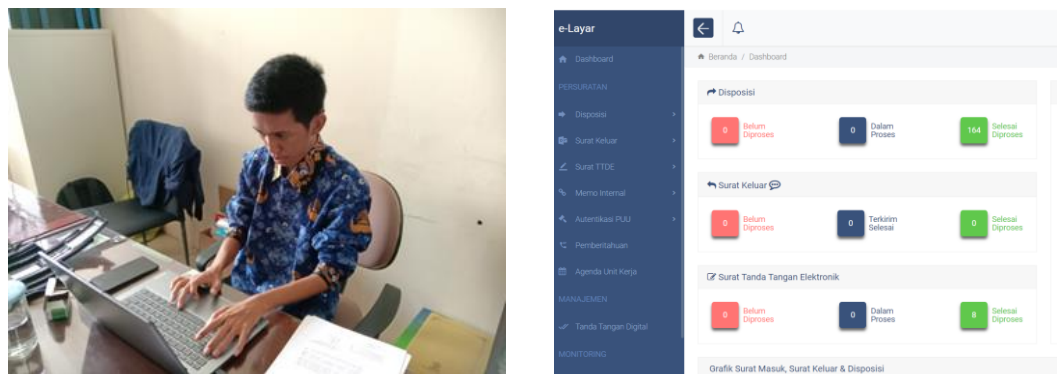 e-Layar
Dashboard
PERSURATAN
Disposisi
Surat Keluar
Surat TTDE
Memo Internal
Autentikasi PUU
Pemberitahuan
Agenda Unit Kerja
MANAJEMEN
Tanda Tangan Digital
MONITORING
Beranda / Dashboard
Disposisi
0 Belum Diproses
0 Dalam Proses
164 Selesai Diproses
Surat Keluar
0 Belum Diproses
0 Terkirim Selesai
0 Selesai Diproses
Surat Tanda Tangan Elektronik
0 Belum Diproses
0 Dalam Proses
8 Selesai Diproses
Grafik Surat Masuk, Surat Keluar & Disposisi